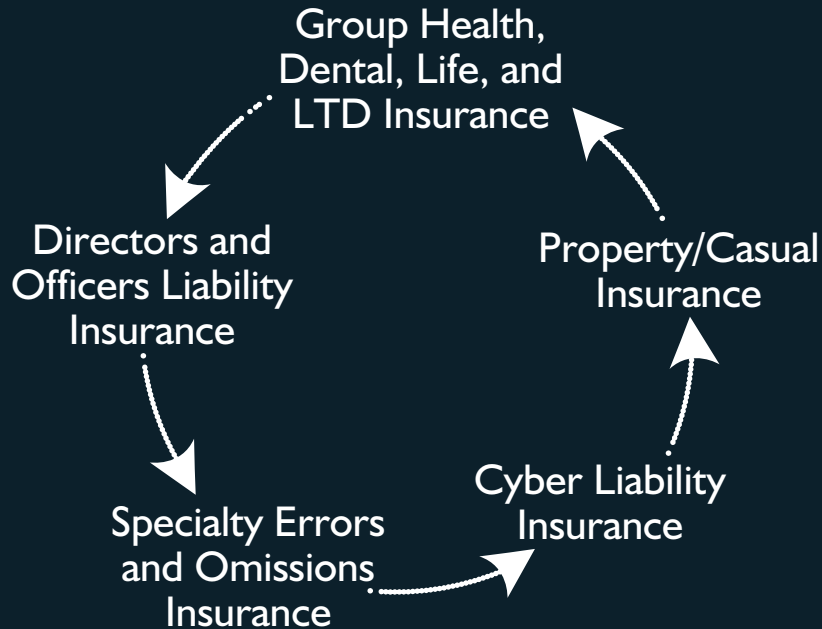 Group Health,
Dental, Life, and
LTD Insurance
Directors and
Officers Liability
Insurance
Property/Casual
Insurance
Specialty Errors
and Omissions
Insurance
Cyber Liability
Insurance